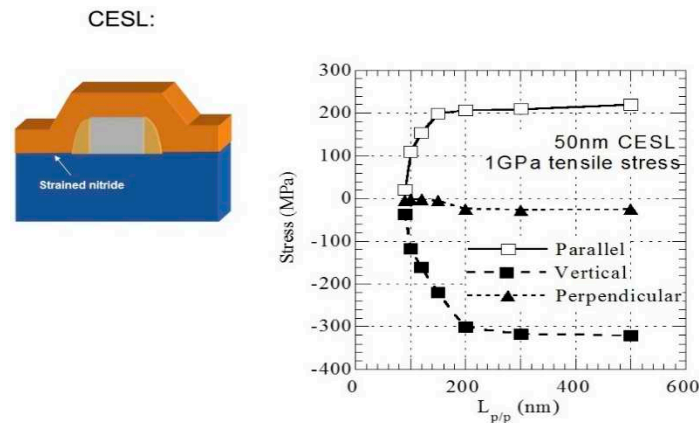 CESL:
Strained nitride
300
200
100
0
-100
-200
-300
-400
Stress (MPa)
50nm CESL
1GPa tensile stress
Parallel
Vertical
Perpendicular
0
200
400
600
L p/p (nm)